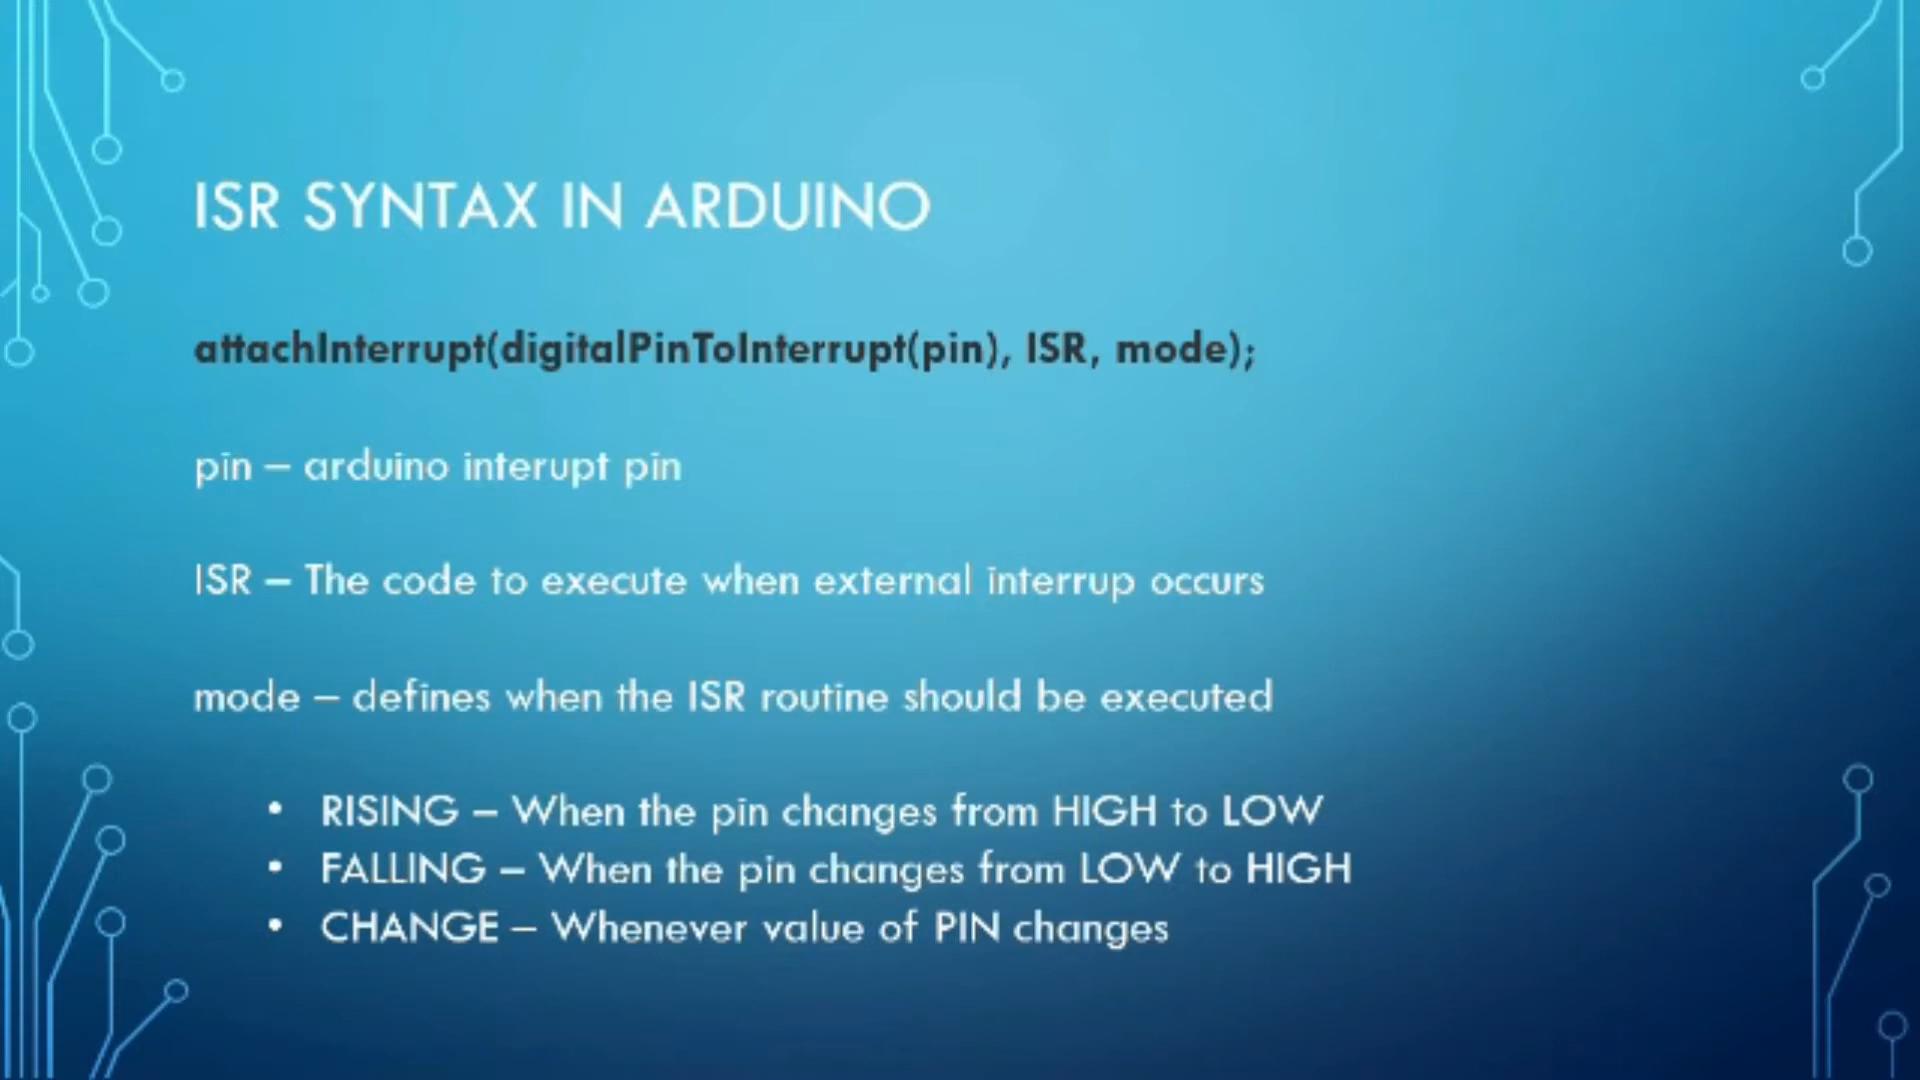 ISR SYNTAX IN ARDUINO
attachInterrupt(digitalPinToInterrupt(pin), ISR, mode);
pin – arduino interupt pin
ISR – The code to execute when external interrup occurs
mode – defines when the ISR routine should be executed
• RISING – When the pin changes from HIGH to LOW
• FALLING – When the pin changes from LOW to HIGH
• CHANGE – Whenever value of PIN changes